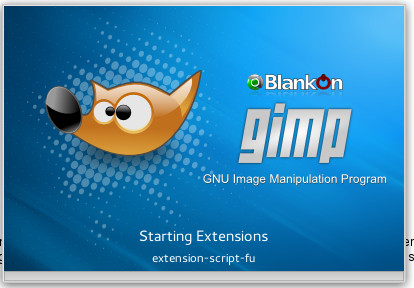 BlankOn
gimp
GNU Image Manipulation Program
Starting Extensions
extension-script-fu